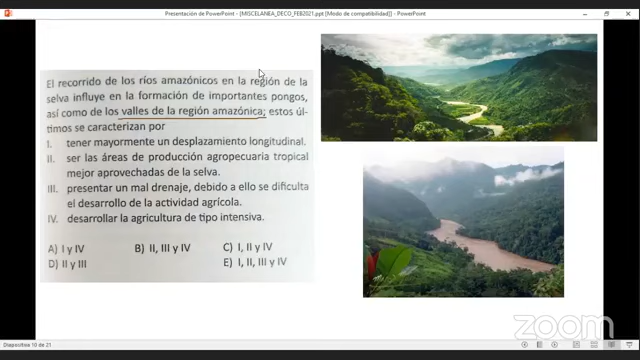 Presentación de PowerPoint - [MISCELANEA_DECO_FEB2021.ppt [Modo de compatibilidad]] - PowerPoint
El recorrido de los ríos amazónicos en la región de la
selva influye en la formación de importantes pongos,
así como de los valles de la región amazónica; estos úl-
timos se caracterizan por
I. tener mayormente un desplazamiento longitudinal.
II. ser las áreas de producción agropecuaria tropical
mejor aprovechadas de la selva.
III. presentar un mal drenaje, debido a ello se dificulta
el desarrollo de la actividad agrícola.
IV. desarrollar la agricultura de tipo intensiva.
A) I y IV B) II, III y IV C) I, II y IV
D) II y III E) I, II, III y IV
zoom
Diapositiva 10 de 21